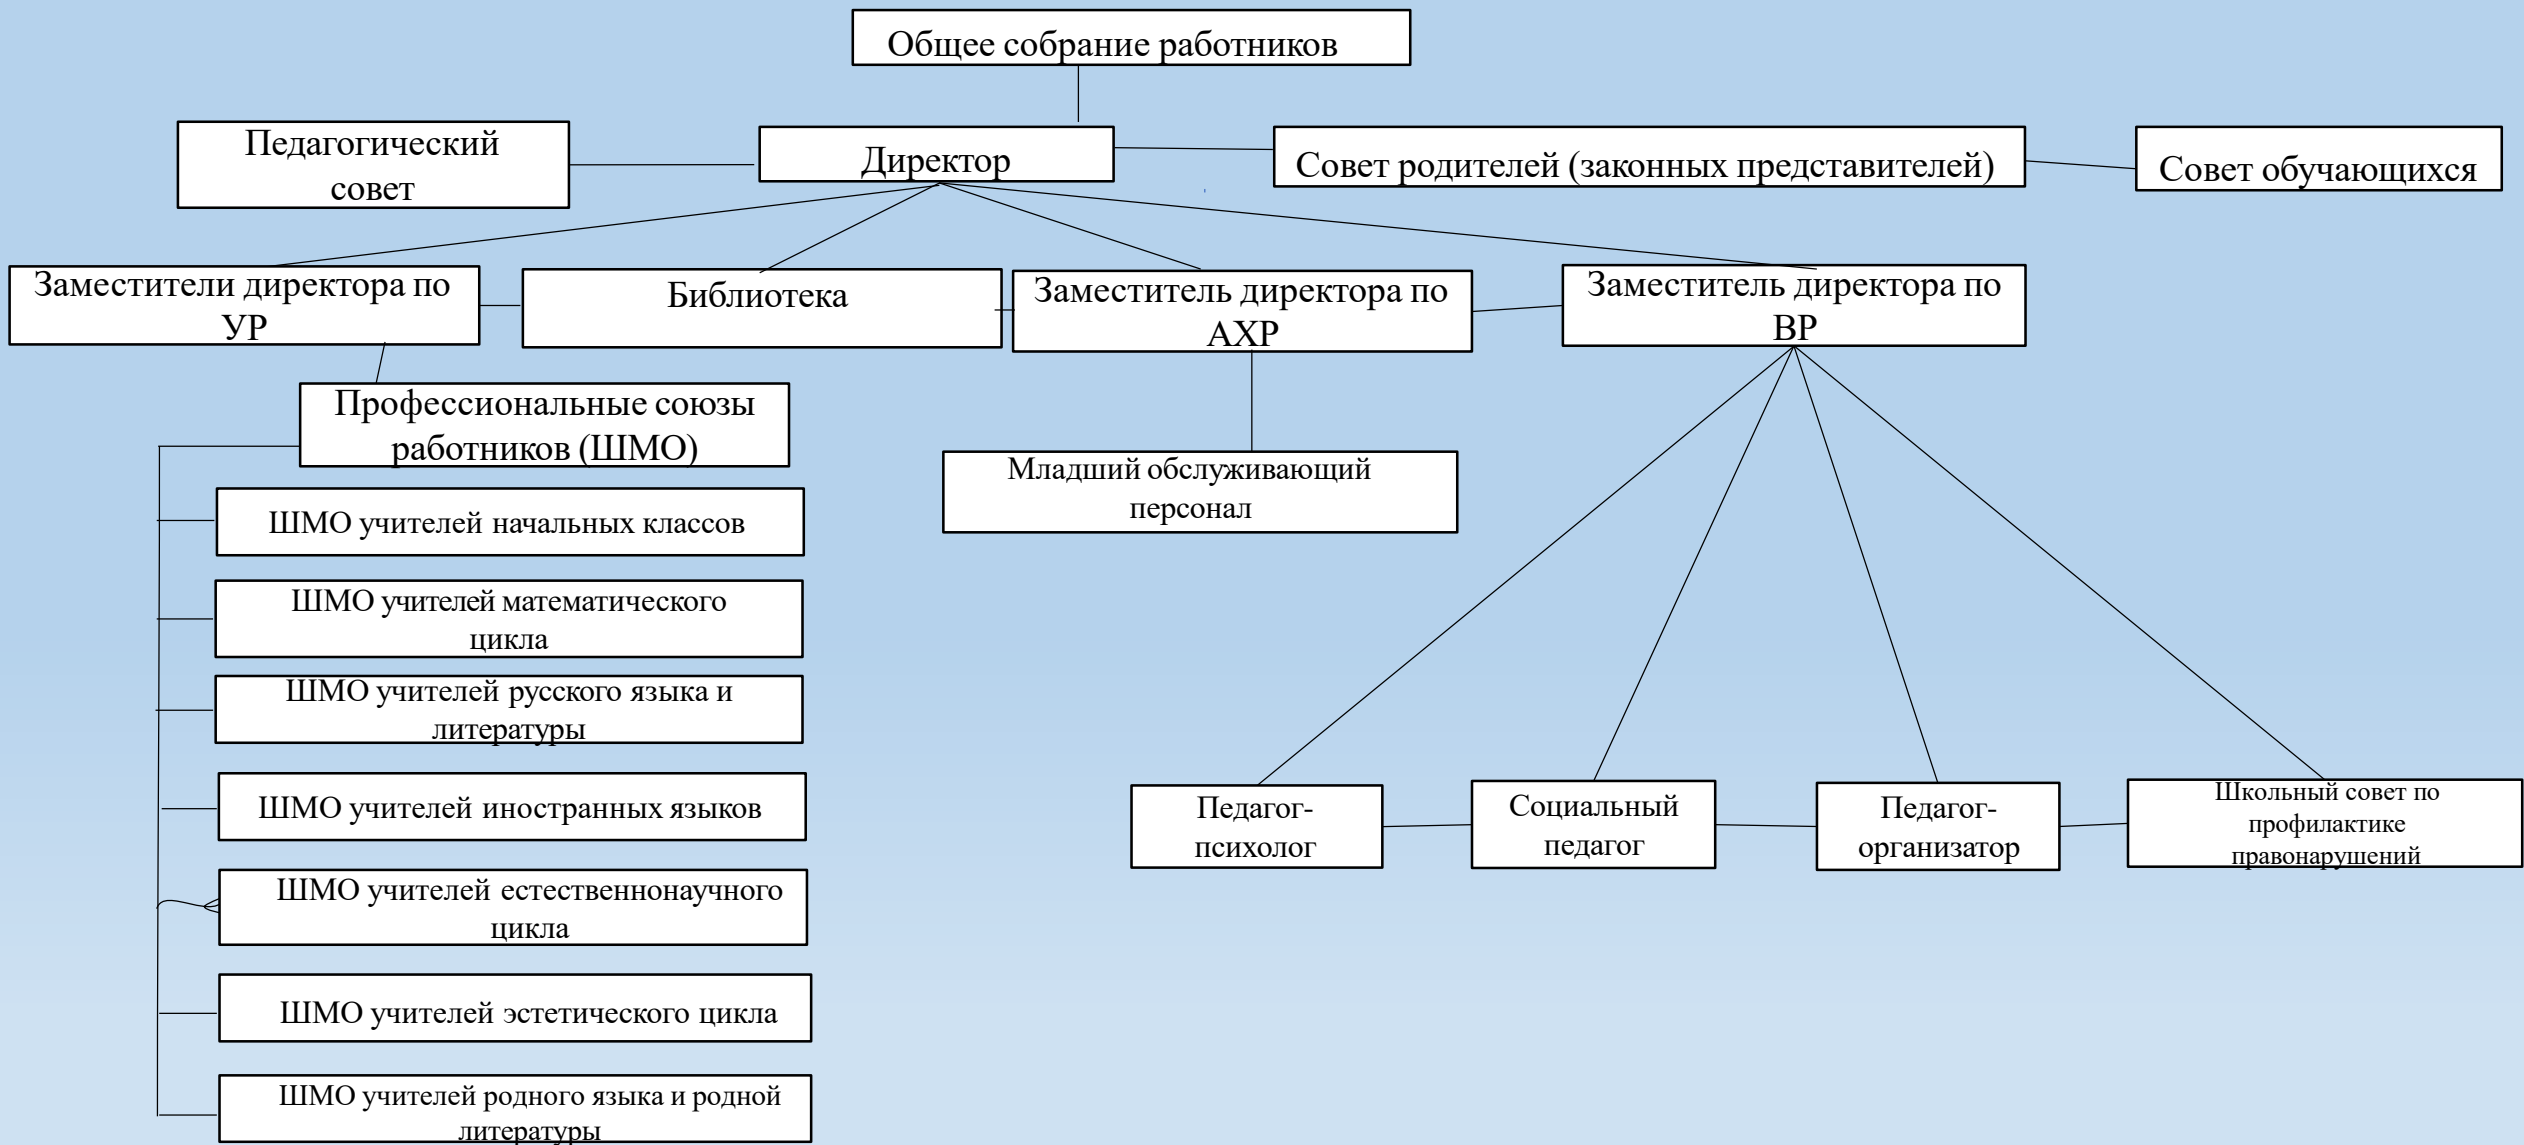 Общее собрание работников
Педагогический
совет
Директор
Совет родителей (законных представителей)
Совет обучающихся
Заместители директора по
УР
Библиотека
Заместитель директора по
АХР
Заместитель директора по
ВР
Профессиональные союзы
работников (ШМО)
Младший обслуживающий
персонал
ШМО учителей начальных классов
ШМО учителей математического
цикла
ШМО учителей русского языка и
литературы
ШМО учителей иностранных языков
ШМО учителей естественнонаучного
цикла
ШМО учителей эстетического цикла
ШМО учителей родного языка и родной
литературы
Педагог-
психолог
Социальный
педагог
Педагог-
организатор
Школьный совет по
профилактике
правонарушений